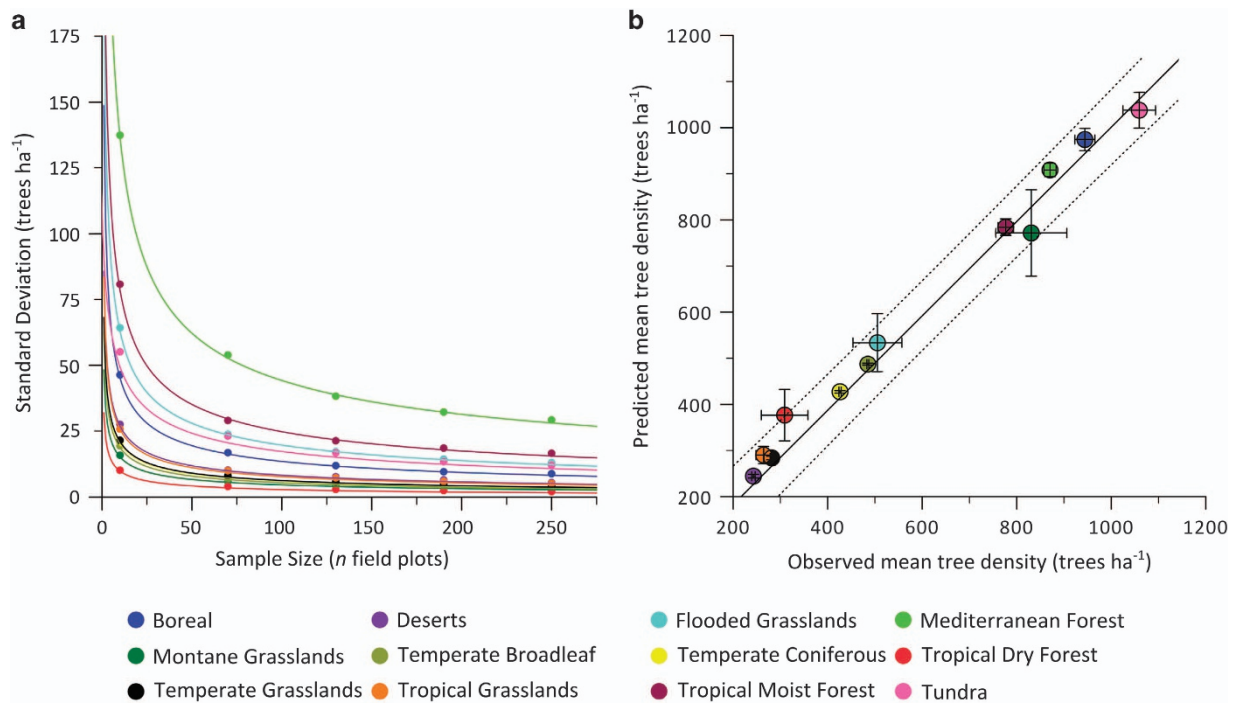 a
175
150
125
100
75
50
25
0
Standard Deviation (trees ha⁻¹)
0 50 100 150 200 250
Sample Size (n field plots)
b
1200
1000
800
600
400
200
Predicted mean tree density (trees ha⁻¹)
200 400 600 800 1000 1200
Observed mean tree density (trees ha⁻¹)
Boreal Deserts Flooded Grasslands Mediterranean Forest
Montane Grasslands Temperate Broadleaf Temperate Coniferous Tropical Dry Forest
Temperate Grasslands Tropical Grasslands Tropical Moist Forest Tundra